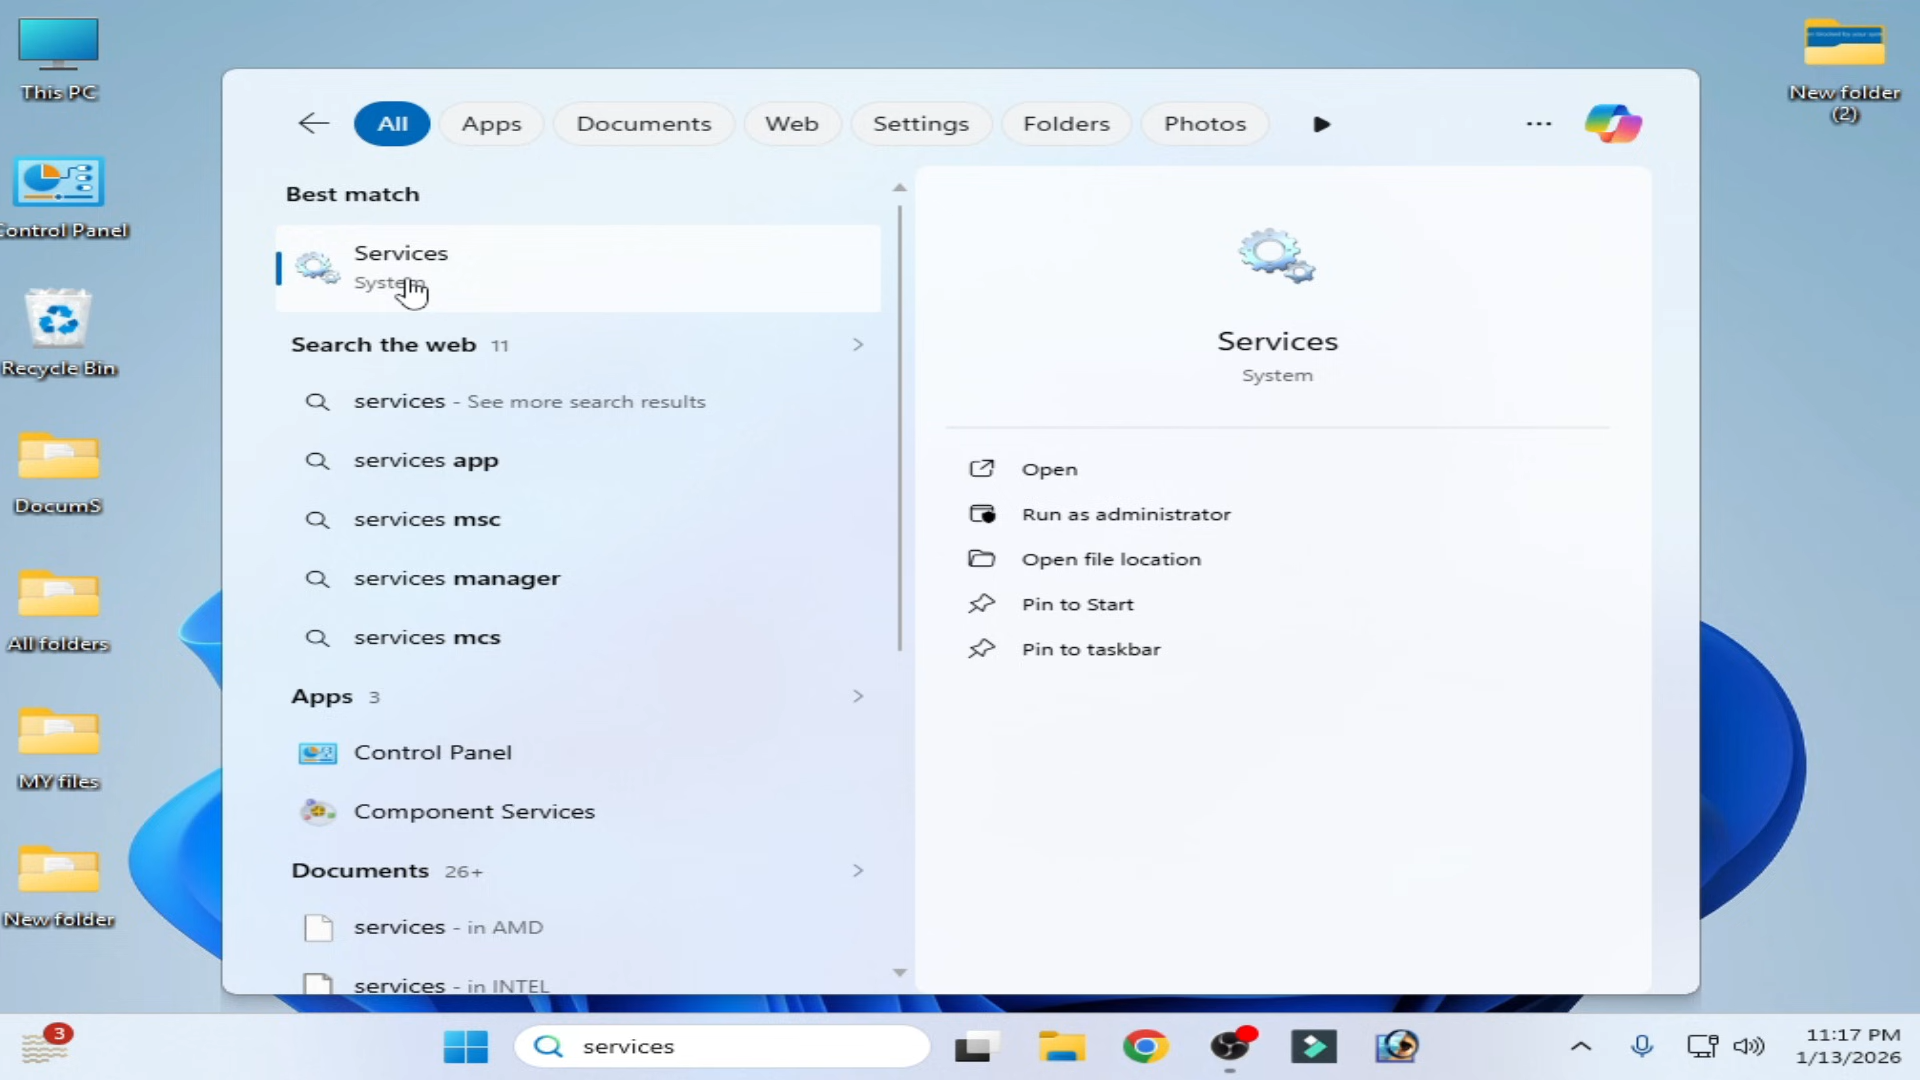 This PC
Control Panel
Recycle Bin
DocumS
All folders
MY files
New folder
New folder
(2)
All
Apps
Documents
Web
Settings
Folders
Photos
Best match
Services
System
Search the web 11
services - See more search results
services app
services msc
services manager
services mcs
Apps 3
Control Panel
Component Services
Documents 26+
services - in AMD
services - in INTEL
Services
System
Open
Run as administrator
Open file location
Pin to Start
Pin to taskbar
3
services
11:17 PM
1/13/2026